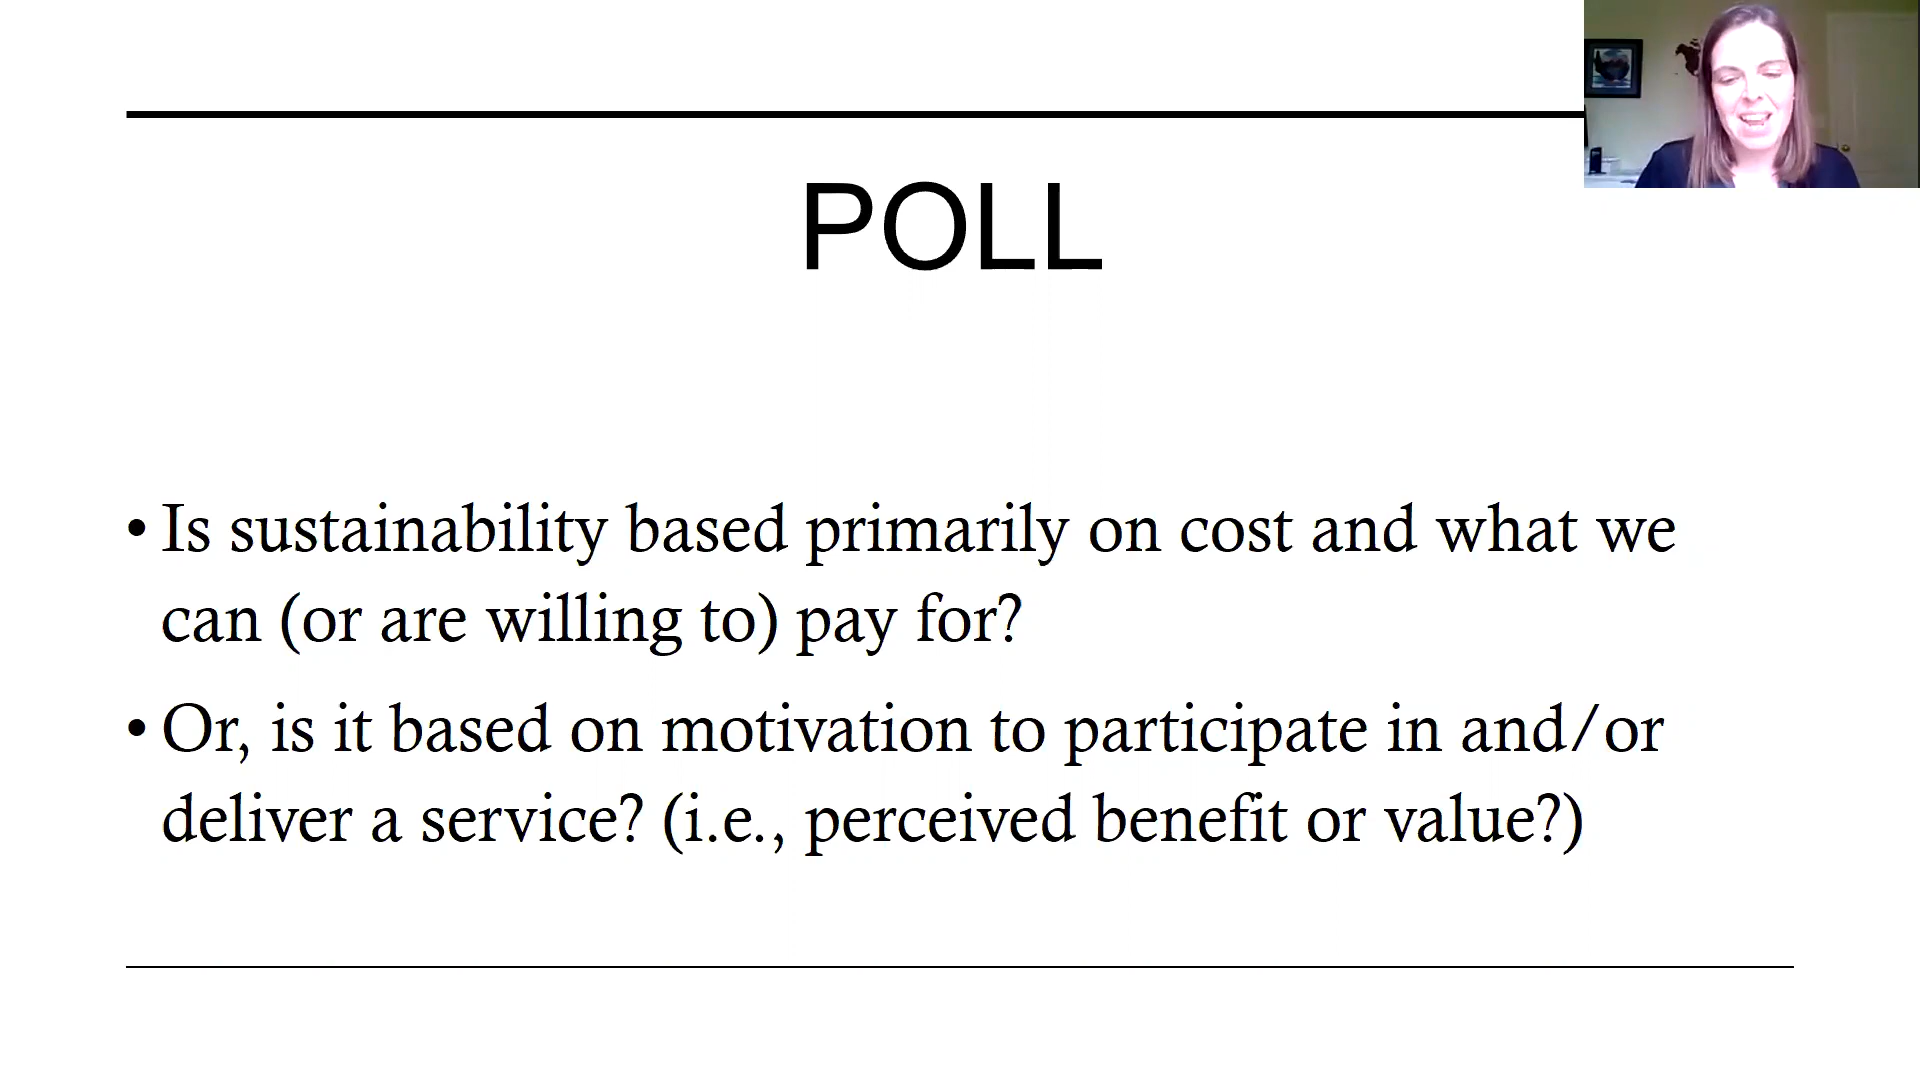 POLL
• Is sustainability based primarily on cost and what we
can (or are willing to) pay for?
• Or, is it based on motivation to participate in and/or
deliver a service? (i.e., perceived benefit or value?)